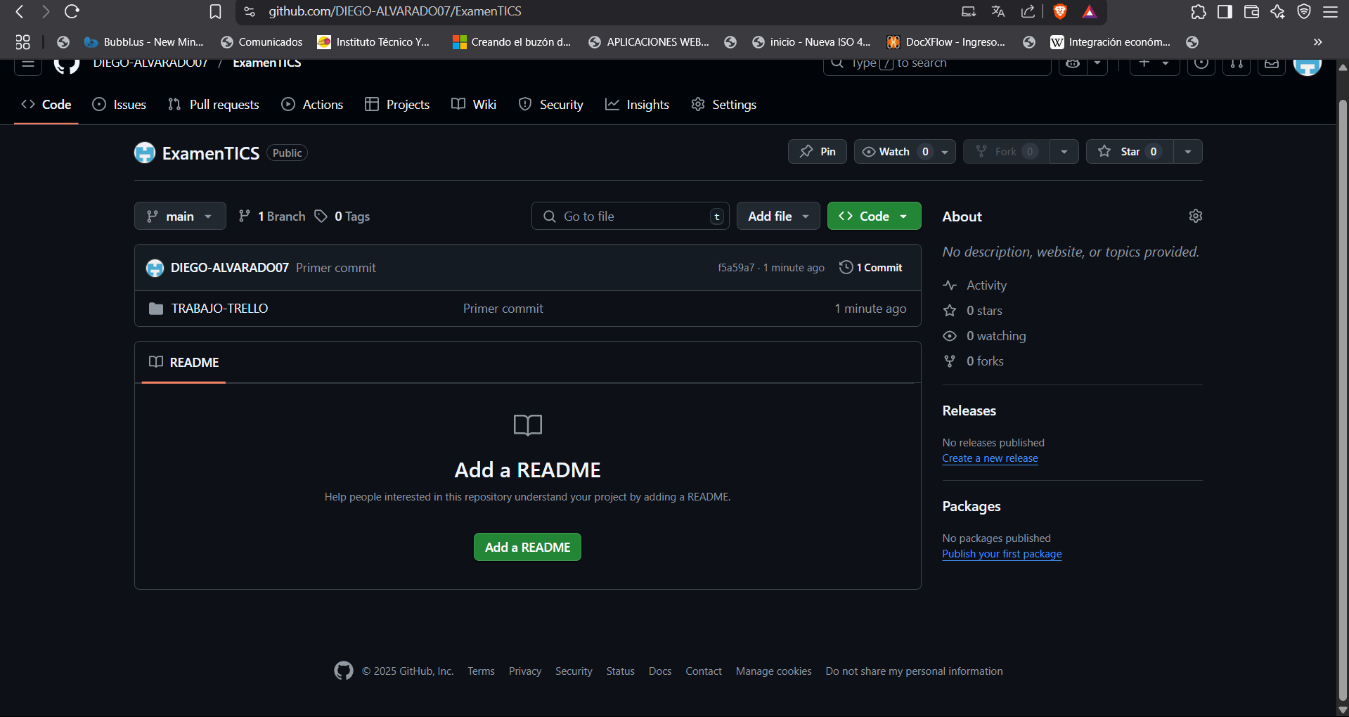 github.com/DIEGO-ALVARADO07/ExamenTICS
Bubbl.us - New Min... Comunicados Instituto Técnico Y... Creando el buzón d... APLICACIONES WEB... inicio - Nueva ISO 4... DocXFlow - Ingreso... W Integración económ... »
DIEGO-ALVARADO07 / ExamenTICS Type / to search
Code Issues Pull requests Actions Projects Wiki Security Insights Settings
ExamenTICS Public Pin Watch 0 Fork 0 Star 0
main 1 Branch 0 Tags Go to file t Add file Code
DIEGO-ALVARADO07 Primer commit f5a59a7 · 1 minute ago 1 Commit
TRABAJO-TRELLO Primer commit 1 minute ago
README
Add a README
Help people interested in this repository understand your project by adding a README.
Add a README
About
No description, website, or topics provided.
Activity
0 stars
0 watching
0 forks
Releases
No releases published
Create a new release
Packages
No packages published
Publish your first package
© 2025 GitHub, Inc. Terms Privacy Security Status Docs Contact Manage cookies Do not share my personal information